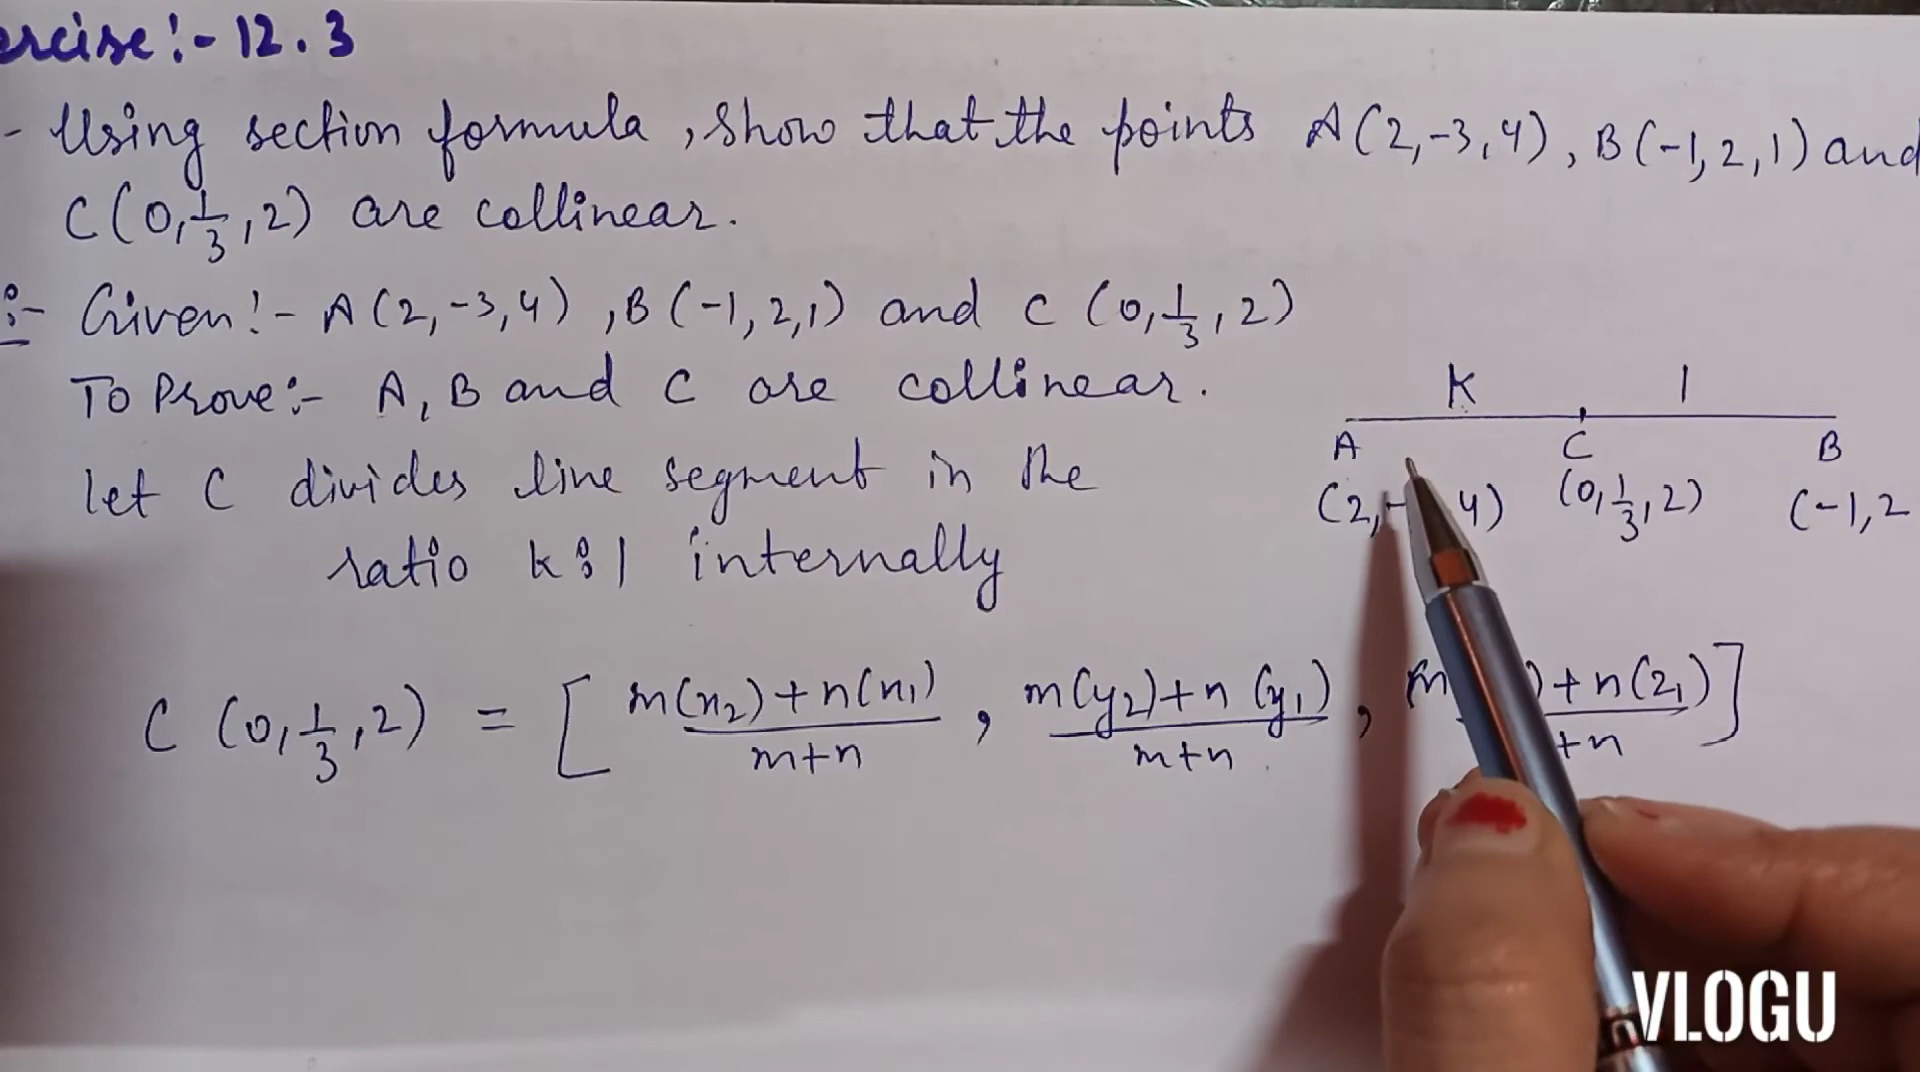 ercise:- 12.3
- Using section formula, show that the points A(2,-3,4), B(-1,2,1) and
C(0,1/3,2) are collinear.
:- Given:- A(2,-3,4), B(-1,2,1) and C(0,1/3,2)
To Prove:- A, B and C are collinear.
K 1
A C B
let C divides line segment in the
(2,- 4) (0,1/3,2) (-1,2
ratio k:1 internally
C (0,1/3,2) = [ m(x2)+n(x1)/m+n , m(y2)+n(y1)/m+n , m )+n(z1)/+n ]
VLOGU